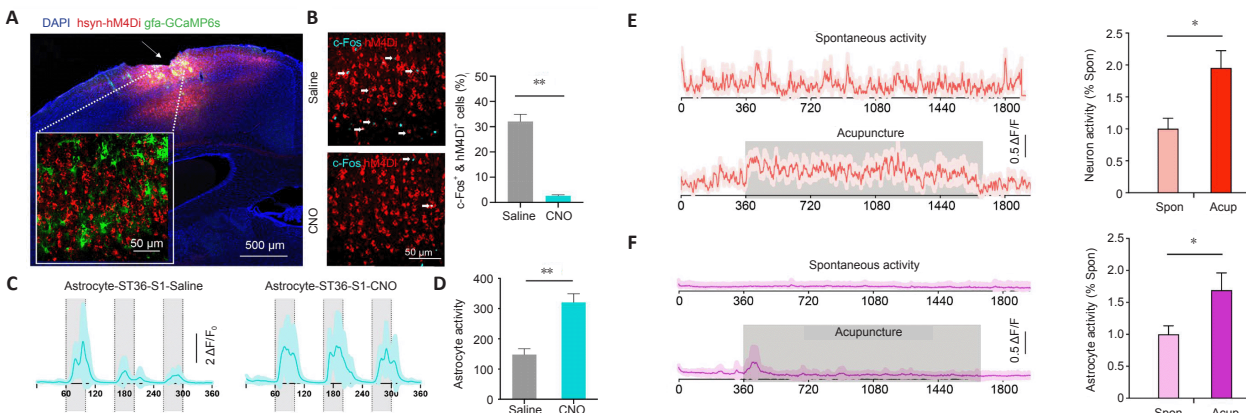 A
DAPI hsyn-hM4Di gfa-GCaMP6s
50 µm
500 µm
B
c-Fos hM4Di
Saline
c-Fos hM4Di
CNO
50 µm
c-Fos⁺ & hM4Di⁺ cells (%)
50
40
30
20
10
0
**
Saline
CNO
C
Astrocyte-ST36-S1-Saline
Astrocyte-ST36-S1-CNO
2 ΔF/F₀
60 120 180 240 300 360
60 120 180 240 300 360
D
Astrocyte activity
400
300
200
100
0
**
Saline
CNO
E
Spontaneous activity
0 360 720 1080 1440 1800
Acupuncture
0 360 720 1080 1440 1800
0.5 ΔF/F
Neuron activity (% Spon)
2.5
2.0
1.5
1.0
0.5
0.0
*
Spon
Acup
F
Spontaneous activity
0 360 720 1080 1440 1800
Acupuncture
0 360 720 1080 1440 1800
0.5 ΔF/F
Astrocyte activity (% Spon)
2.5
2.0
1.5
1.0
0.5
0.0
*
Spon
Acup